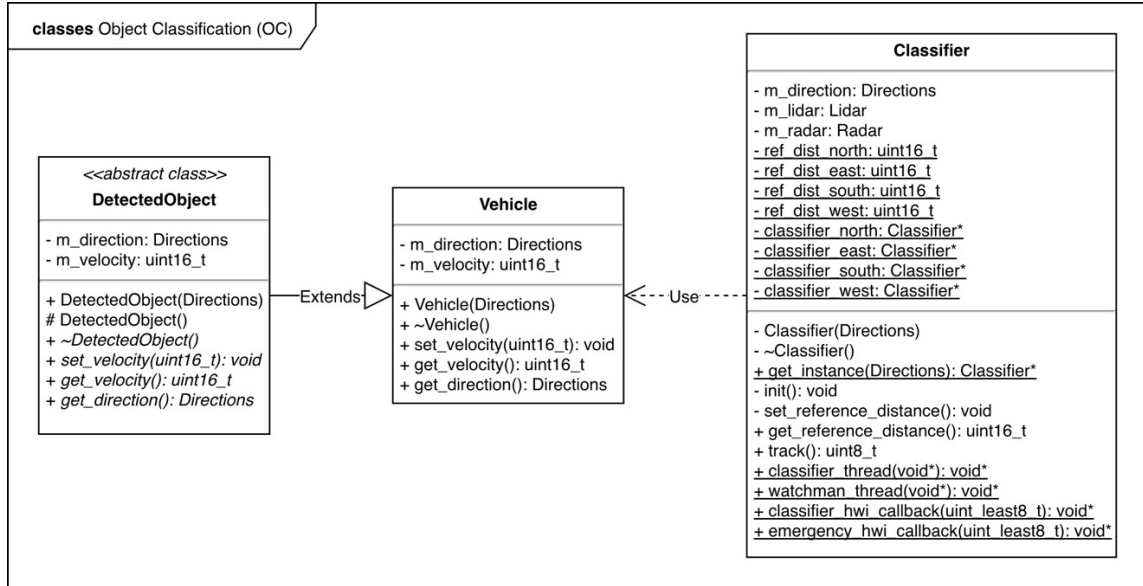 classes Object Classification (OC)
<<abstract class>>
DetectedObject
- m_direction: Directions
- m_velocity: uint16_t
+ DetectedObject(Directions)
# DetectedObject()
+ ~DetectedObject()
+ set_velocity(uint16_t): void
+ get_velocity(): uint16_t
+ get_direction(): Directions
Extends
Vehicle
- m_direction: Directions
- m_velocity: uint16_t
+ Vehicle(Directions)
+ ~Vehicle()
+ set_velocity(uint16_t): void
+ get_velocity(): uint16_t
+ get_direction(): Directions
Use
Classifier
- m_direction: Directions
- m_lidar: Lidar
- m_radar: Radar
- ref_dist_north: uint16_t
- ref_dist_east: uint16_t
- ref_dist_south: uint16_t
- ref_dist_west: uint16_t
- classifier_north: Classifier*
- classifier_east: Classifier*
- classifier_south: Classifier*
- classifier_west: Classifier*
- Classifier(Directions)
- ~Classifier()
+ get_instance(Directions): Classifier*
- init(): void
- set_reference_distance(): void
+ get_reference_distance(): uint16_t
+ track(): uint8_t
+ classifier_thread(void*): void*
+ watchman_thread(void*): void*
+ classifier_hwi_callback(uint_least8_t): void*
+ emergency_hwi_callback(uint_least8_t): void*